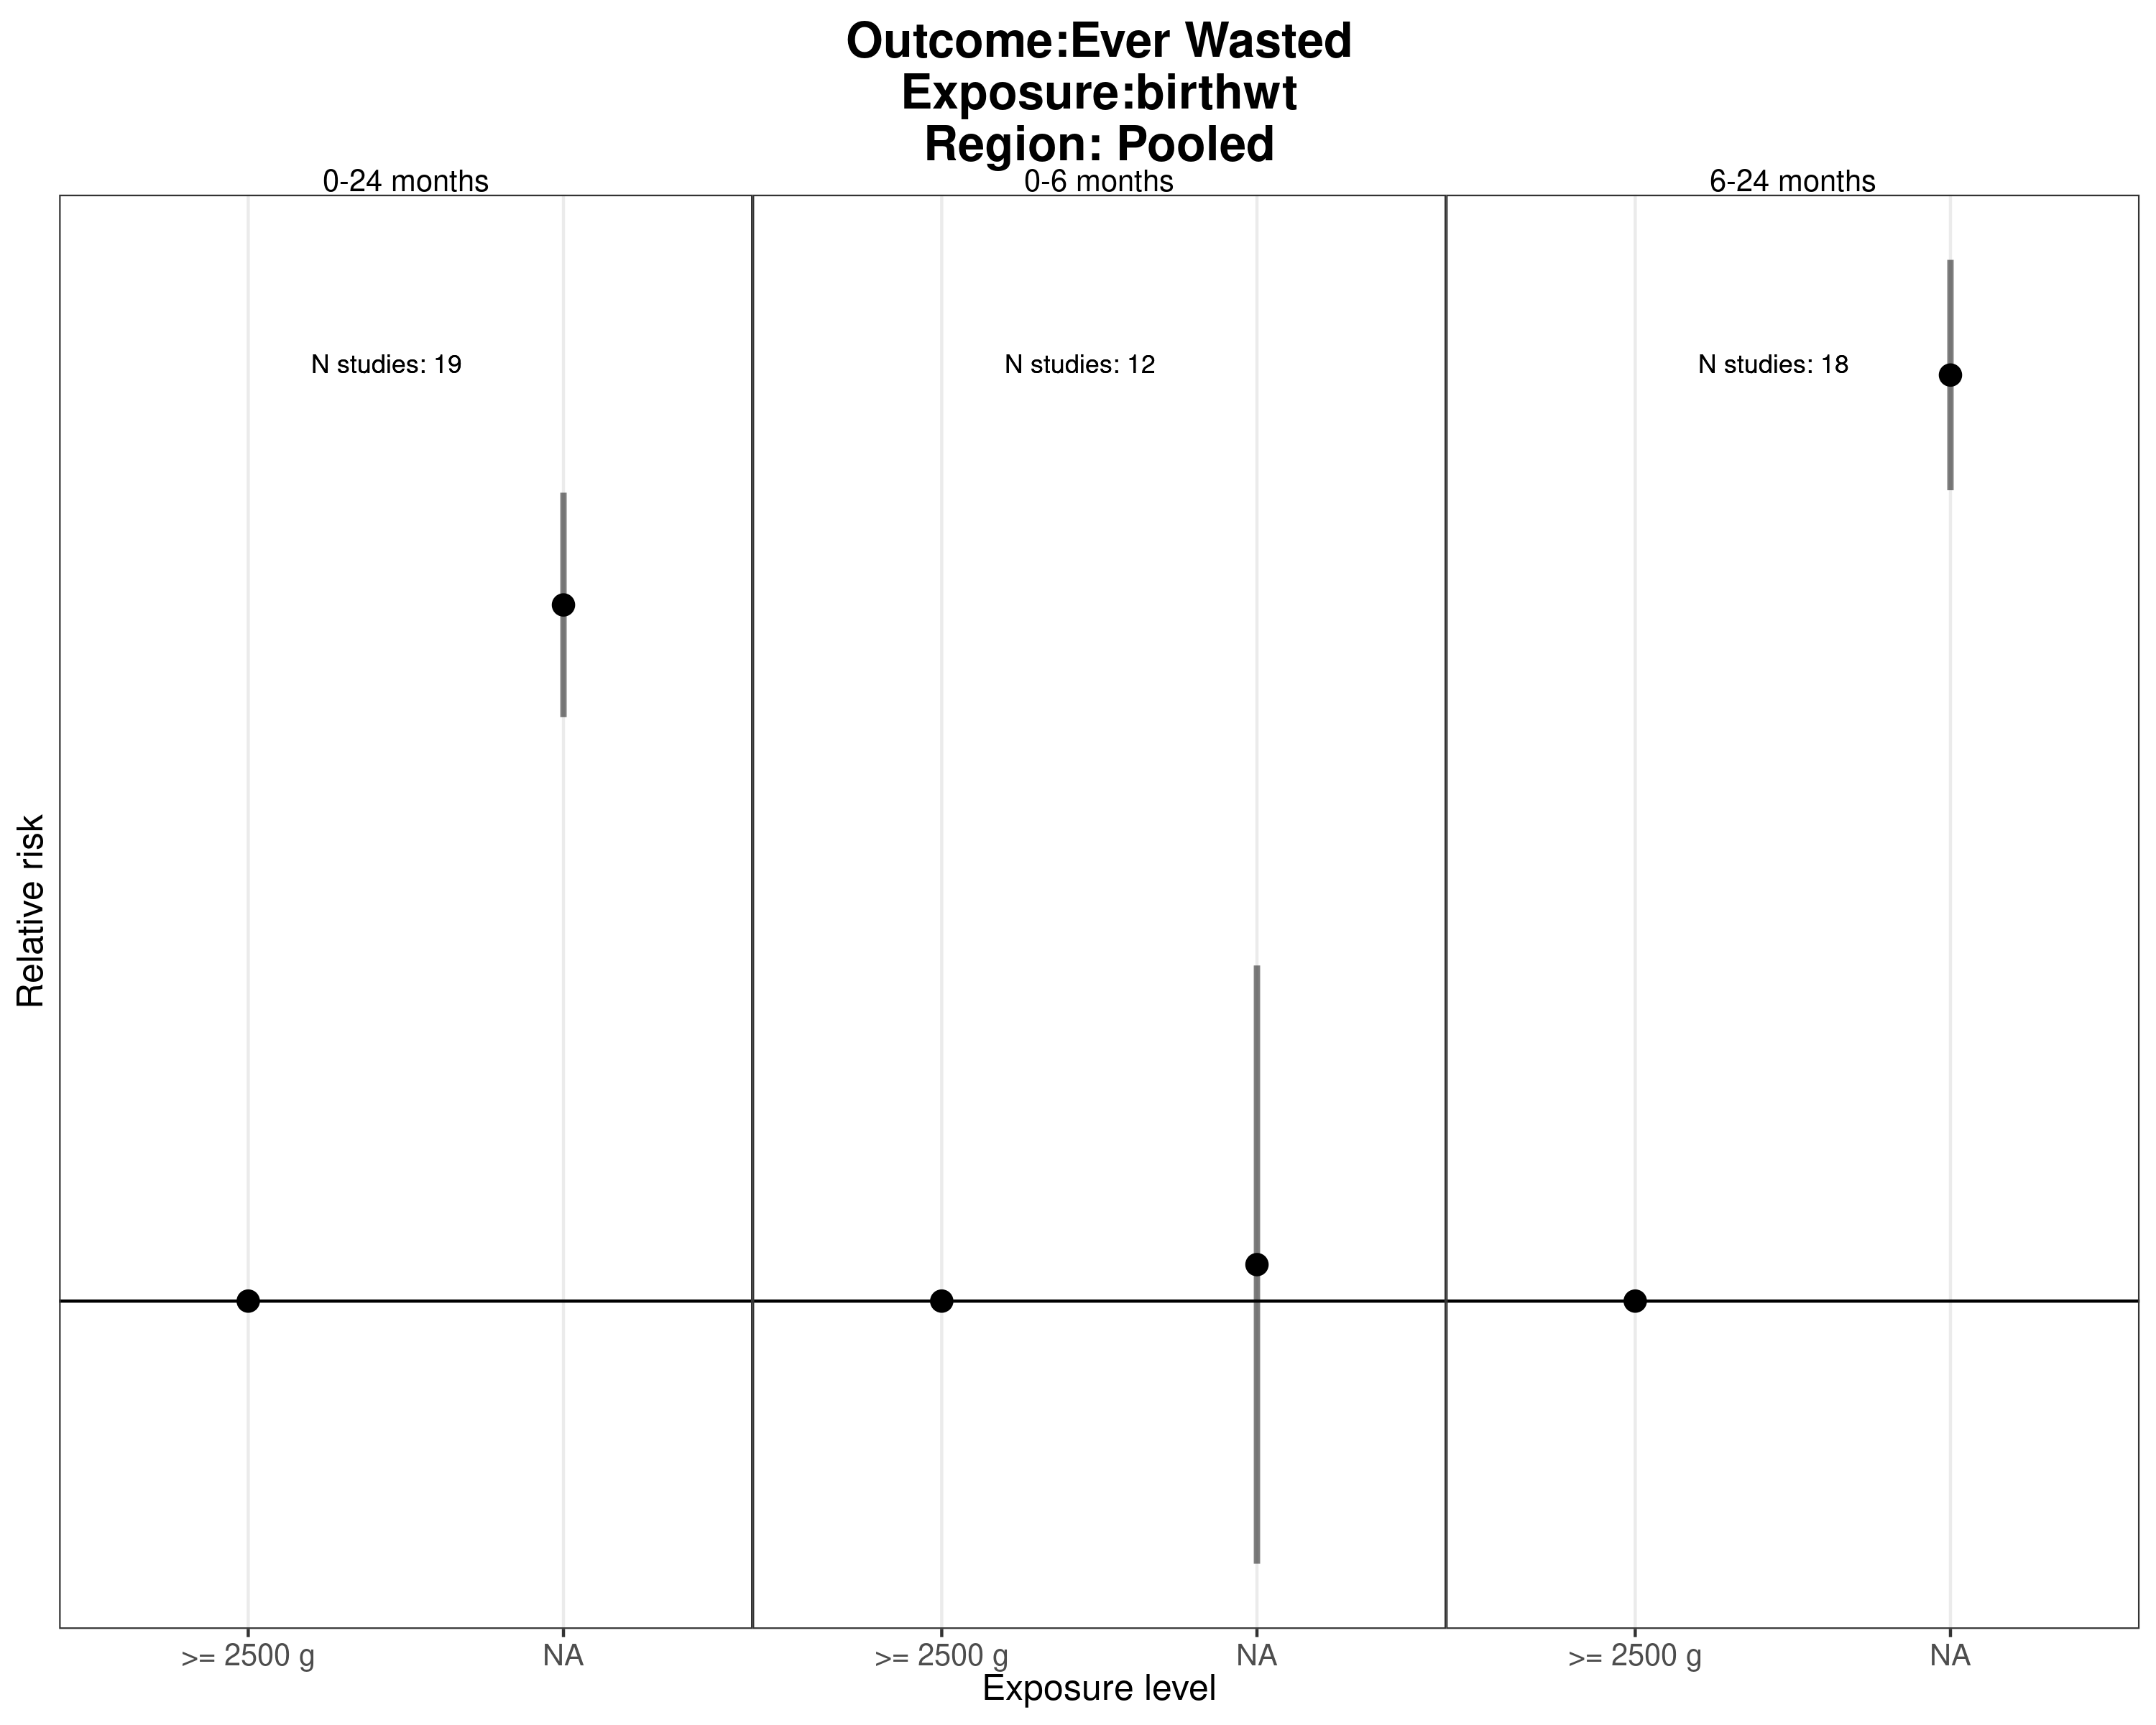 Outcome:Ever Wasted
Exposure:birthwt
Region: Pooled
0-24 months
0-6 months
6-24 months
N studies: 19
N studies: 12
N studies: 18
Relative risk
>= 2500 g
NA
>= 2500 g
NA
>= 2500 g
NA
Exposure level